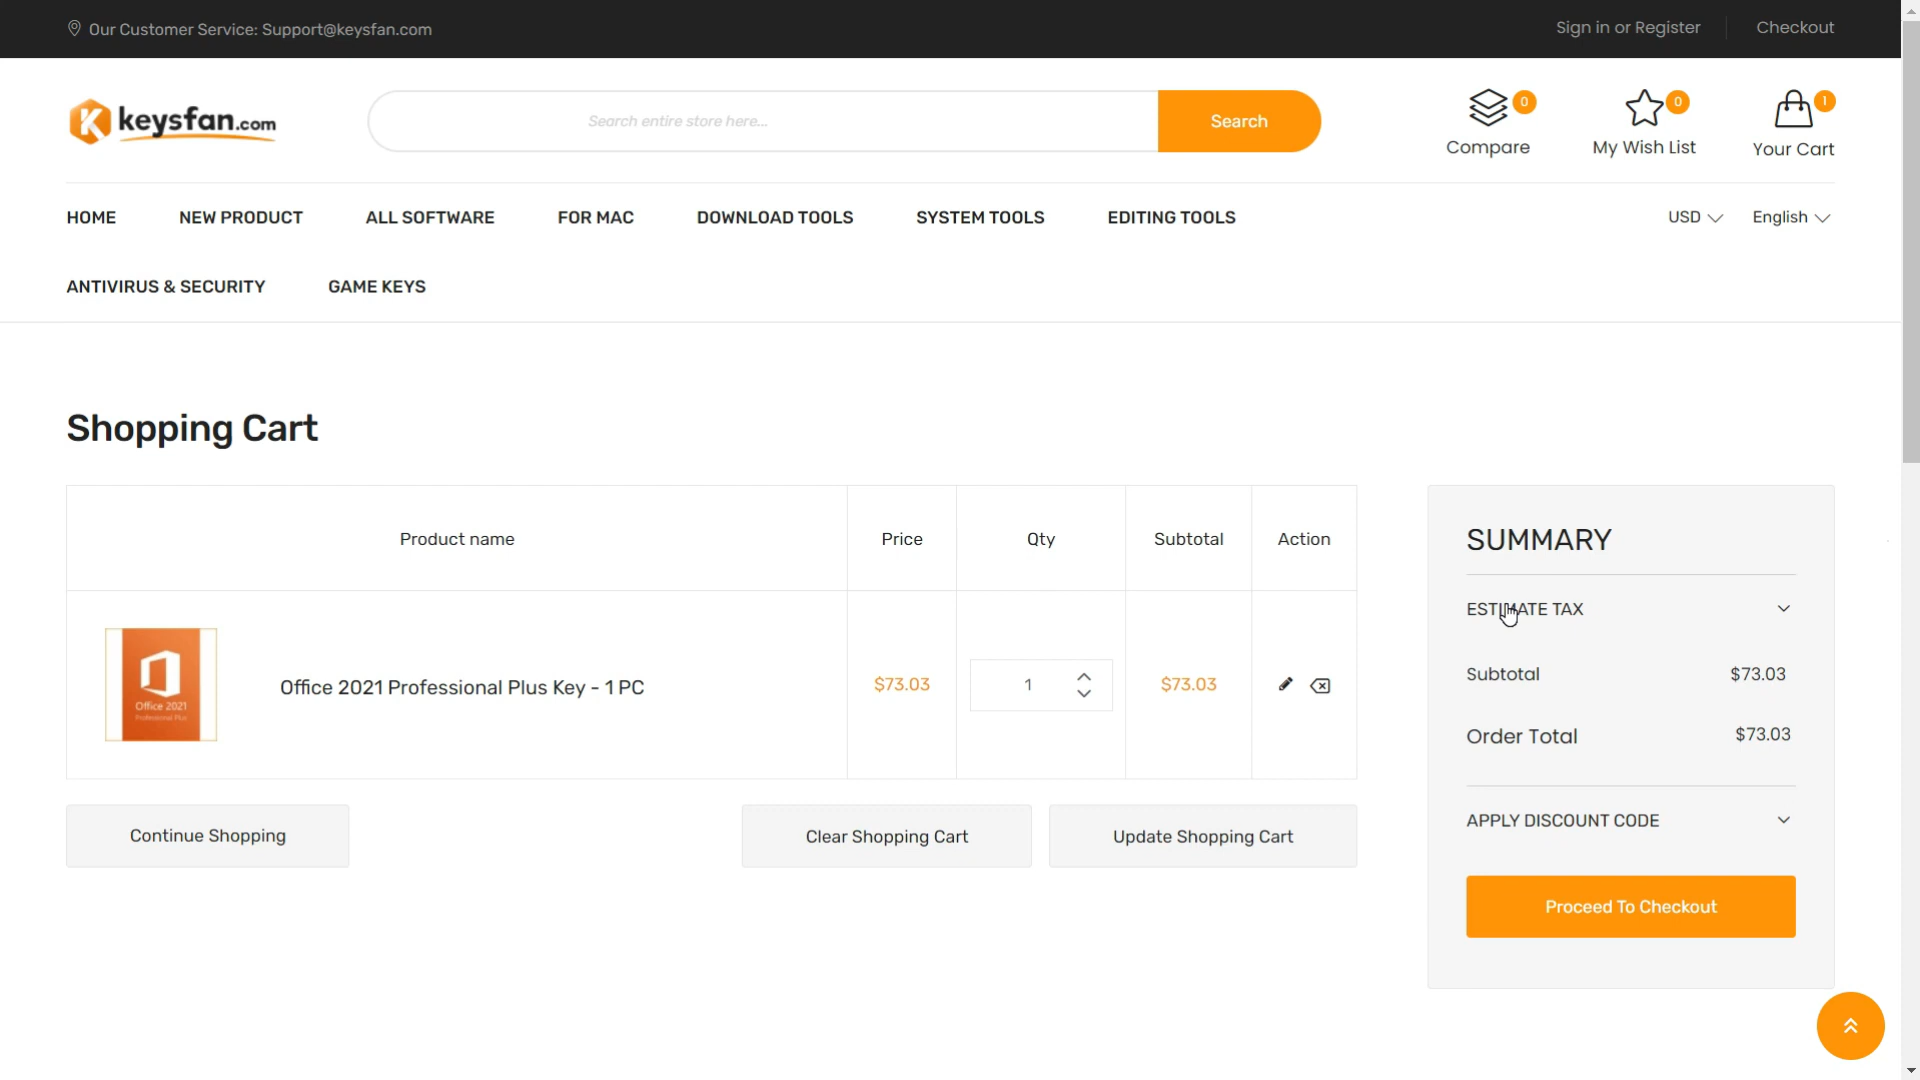 Our Customer Service: Support@keysfan.com
Sign in or Register
Checkout
keysfan.com
Search entire store here...
Search
0
Compare
0
My Wish List
1
Your Cart
HOME
NEW PRODUCT
ALL SOFTWARE
FOR MAC
DOWNLOAD TOOLS
SYSTEM TOOLS
EDITING TOOLS
USD
English
ANTIVIRUS & SECURITY
GAME KEYS
Shopping Cart
Product name
Price
Qty
Subtotal
Action
Office 2021
Professional Plus
Office 2021 Professional Plus Key - 1 PC
$73.03
1
$73.03
Continue Shopping
Clear Shopping Cart
Update Shopping Cart
SUMMARY
ESTIMATE TAX
Subtotal
$73.03
Order Total
$73.03
APPLY DISCOUNT CODE
Proceed To Checkout